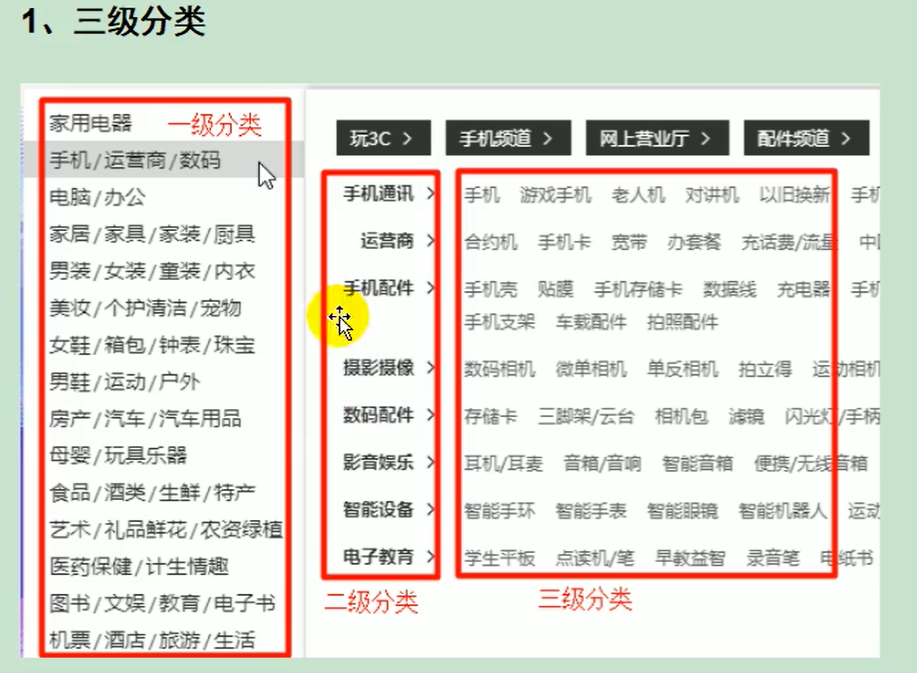 1、三级分类
家用电器
一级分类
手机/运营商/数码
电脑/办公
家居/家具/家装/厨具
男装/女装/童装/内衣
美妆/个护清洁/宠物
女鞋/箱包/钟表/珠宝
男鞋/运动/户外
房产/汽车/汽车用品
母婴/玩具乐器
食品/酒类/生鲜/特产
艺术/礼品鲜花/农资绿植
医药保健/计生情趣
图书/文娱/教育/电子书
机票/酒店/旅游/生活
玩3C > 手机频道 > 网上营业厅 > 配件频道 >
手机通讯 > 手机 游戏手机 老人机 对讲机 以旧换新 手机
运营商 > 合约机 手机卡 宽带 办套餐 充话费/流量
手机配件 > 手机壳 贴膜 手机存储卡 数据线 充电器 手机
手机支架 车载配件 拍照配件
摄影摄像 > 数码相机 微单相机 单反相机 拍立得 运动相机
数码配件 > 存储卡 三脚架/云台 相机包 滤镜 闪光灯/手柄
影音娱乐 > 耳机/耳麦 音箱/音响 智能音箱 便携/无线音箱
智能设备 > 智能手环 智能手表 智能眼镜 智能机器人 运动
电子教育 > 学生平板 点读机/笔 早教益智 录音笔 电纸书
二级分类
三级分类